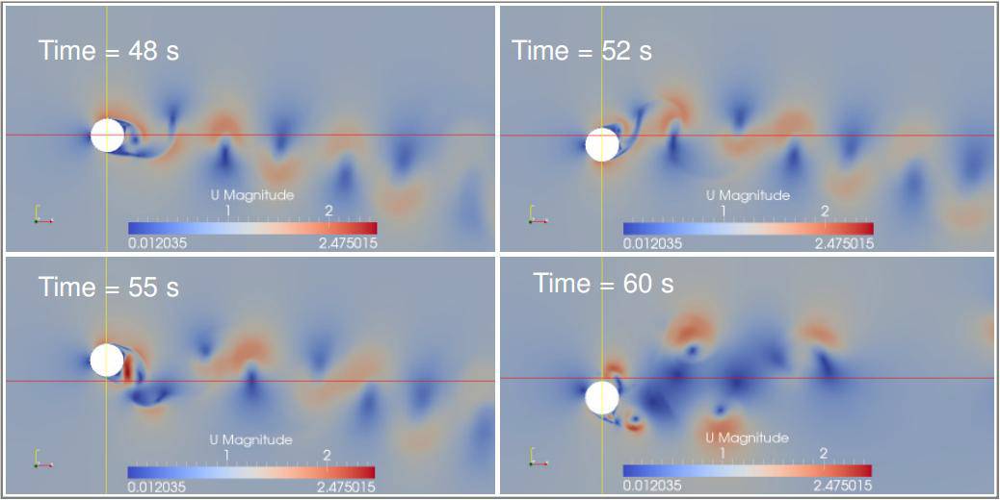 Time = 48 s
U Magnitude
1 2
0.012035 2.475015
Time = 52 s
U Magnitude
1 2
0.012035 2.475015
Time = 55 s
U Magnitude
1 2
0.012035 2.475015
Time = 60 s
U Magnitude
1 2
0.012035 2.475015